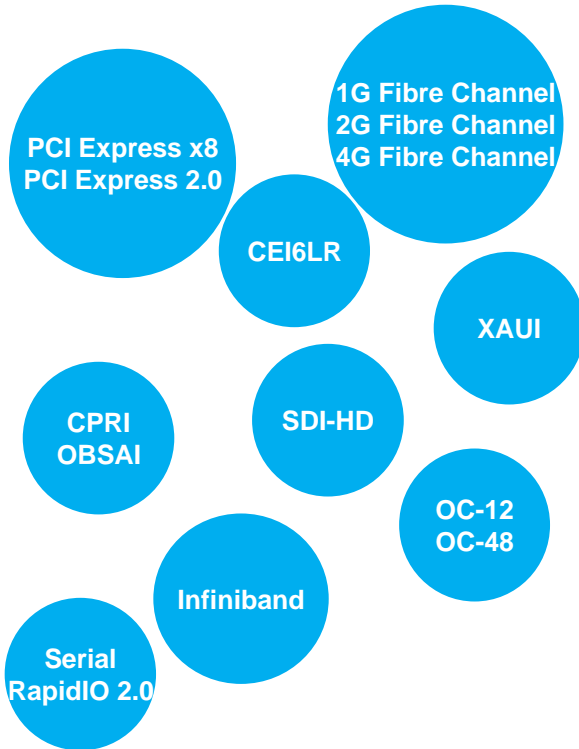 1G Fibre Channel
2G Fibre Channel
4G Fibre Channel
PCI Express x8
PCI Express 2.0
CEI6LR
XAUI
CPRI
OBSAI
SDI-HD
OC-12
OC-48
Infiniband
Serial
RapidIO 2.0